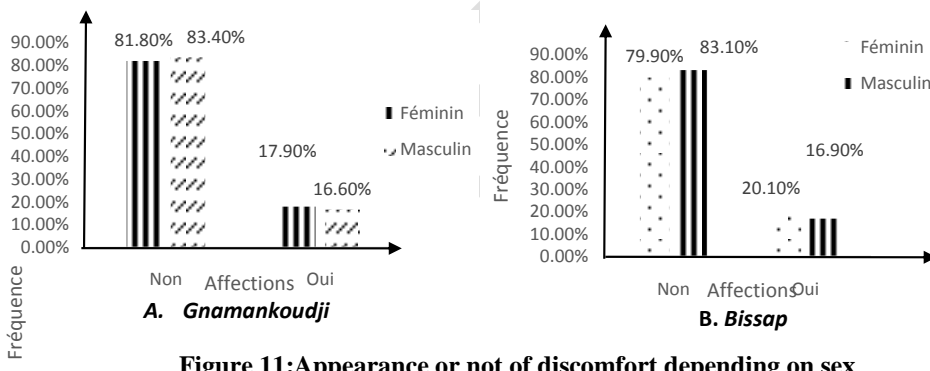 Fréquence
90.00%
80.00%
70.00%
60.00%
50.00%
40.00%
30.00%
20.00%
10.00%
0.00%
81.80%
83.40%
17.90%
16.60%
Féminin
Masculin
Non Affections Oui
A. Gnamankoudji
Fréquence
90.00%
80.00%
70.00%
60.00%
50.00%
40.00%
30.00%
20.00%
10.00%
0.00%
79.90%
83.10%
20.10%
16.90%
Féminin
Masculin
Non Affections Oui
B. Bissap
Figure 11:Appearance or not of discomfort depending on sex